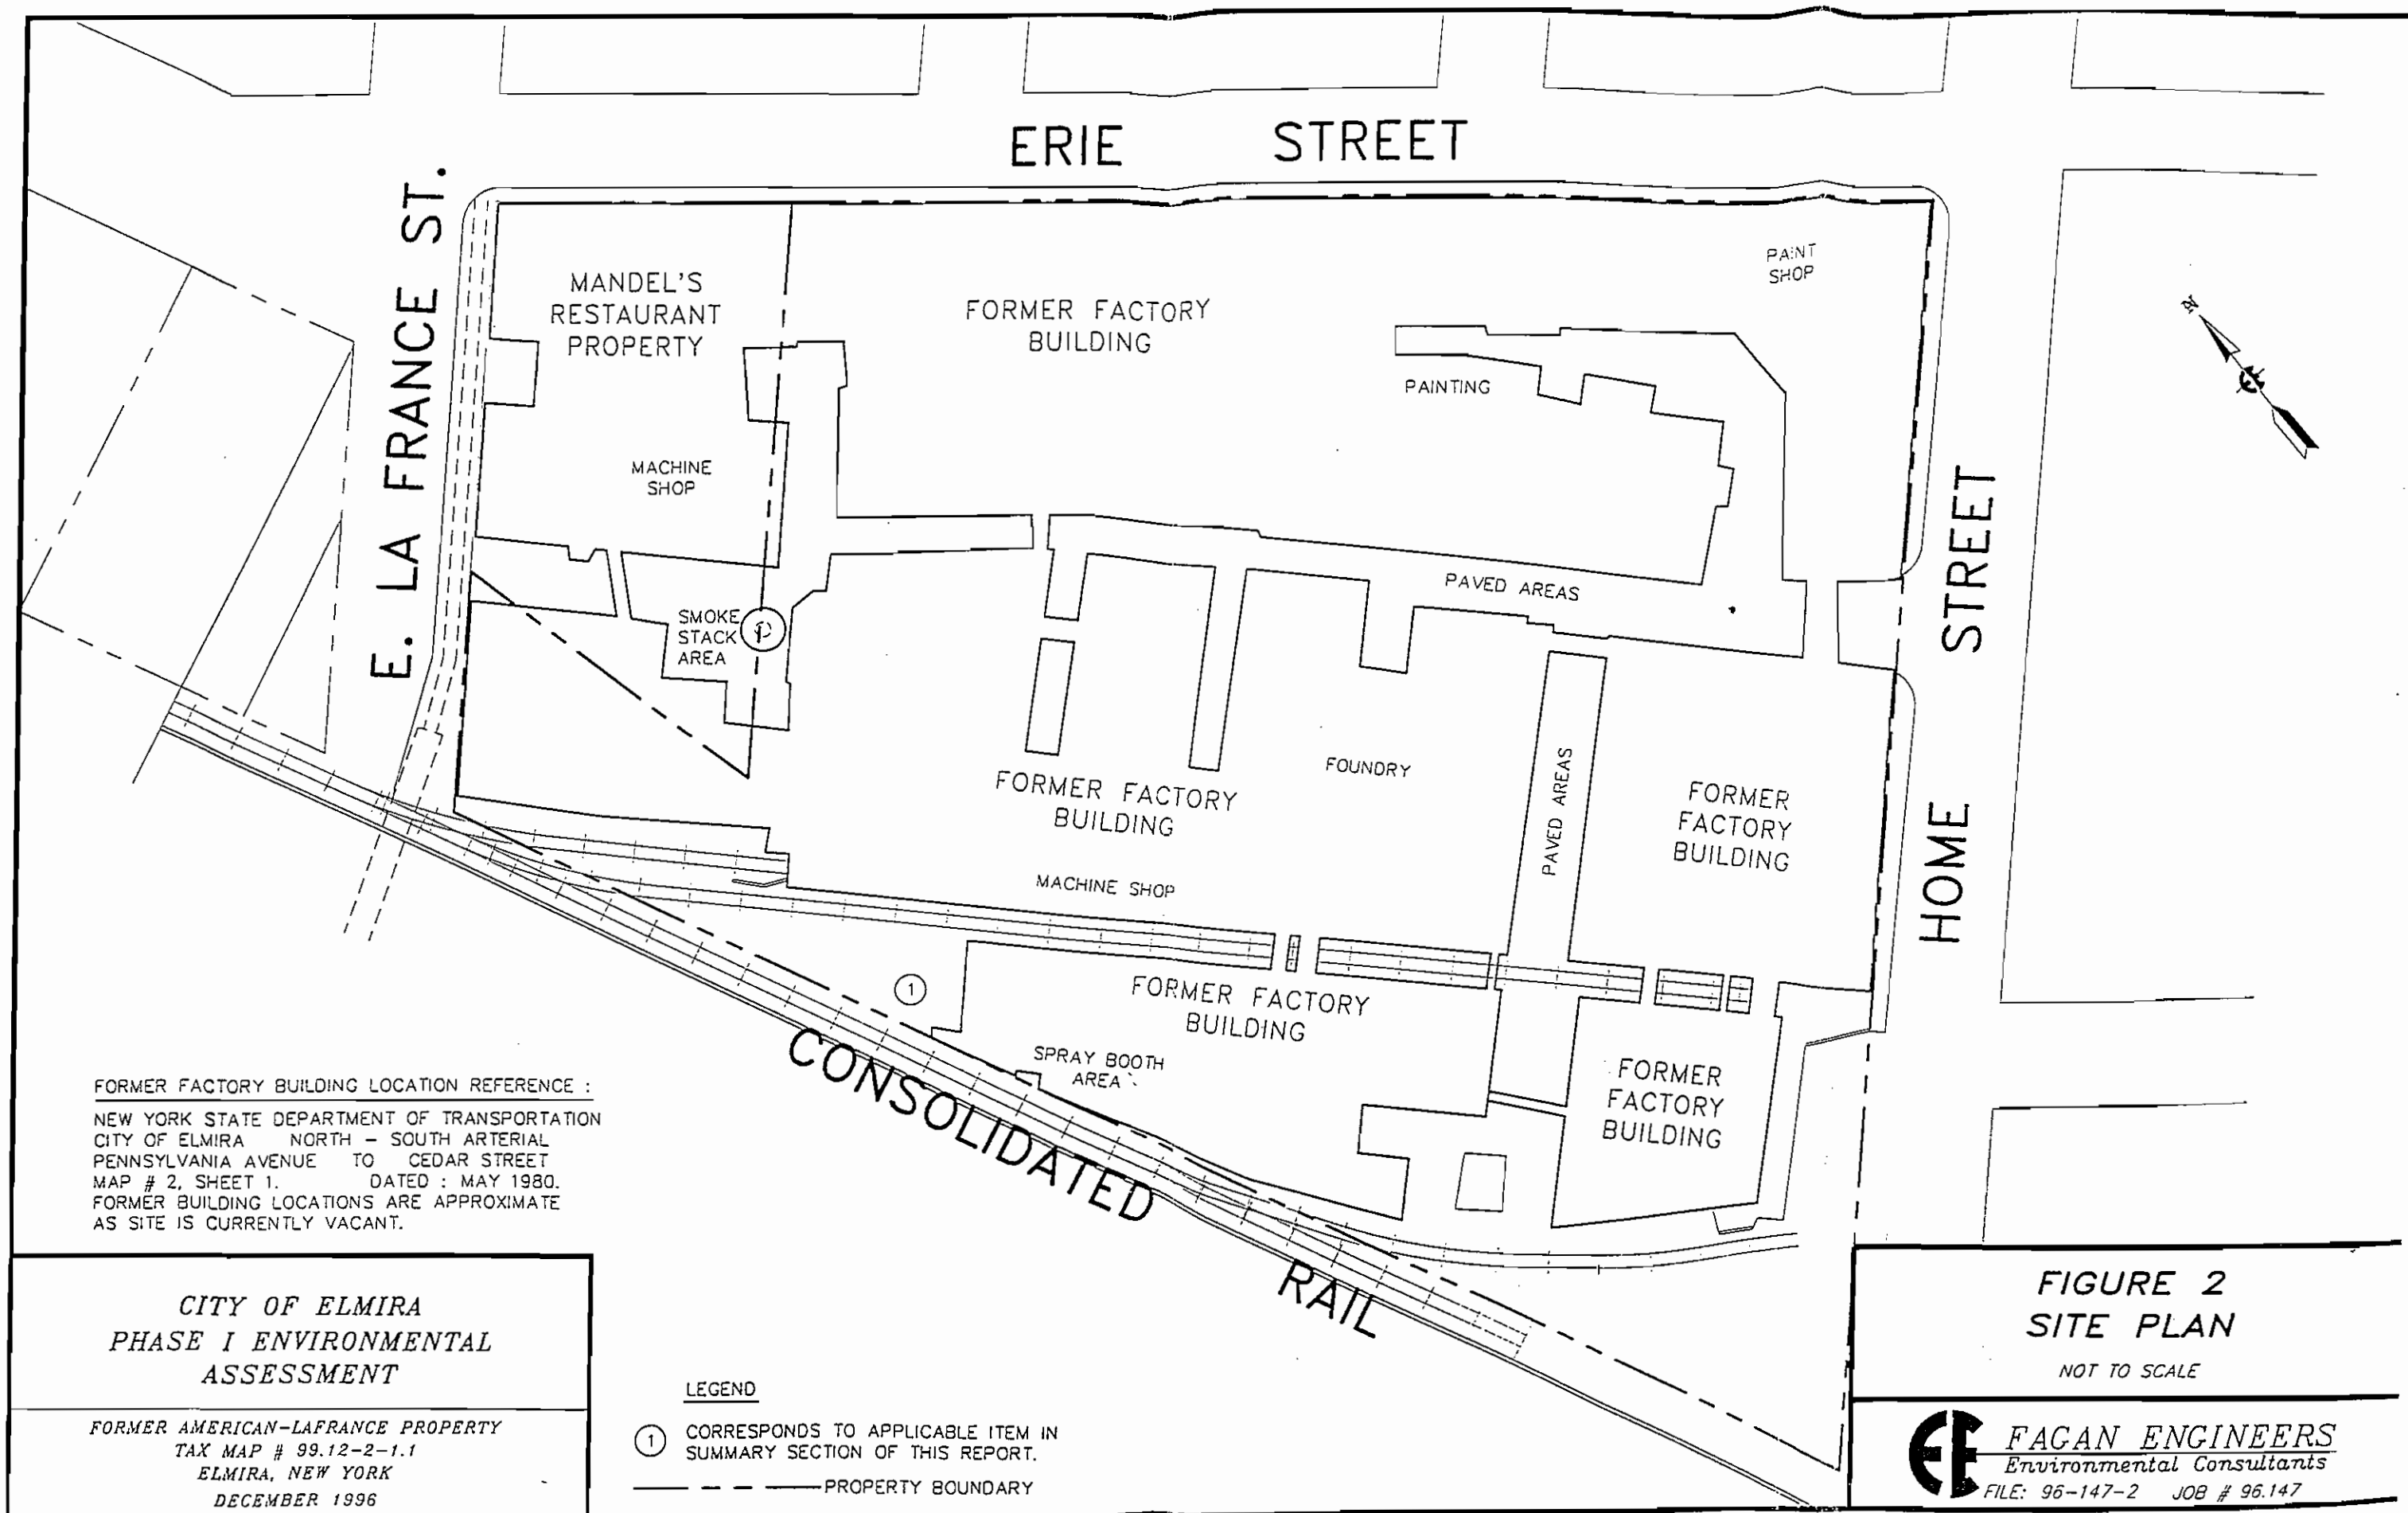 ERIE STREET
E. LA FRANCE ST.
HOME STREET
CONSOLIDATED RAIL
MANDEL'S
RESTAURANT
PROPERTY
FORMER FACTORY
BUILDING
PAINT
SHOP
PAINTING
MACHINE
SHOP
PAVED AREAS
SMOKE
STACK
AREA
FORMER FACTORY
BUILDING
FOUNDRY
PAVED AREAS
FORMER
FACTORY
BUILDING
MACHINE SHOP
1
FORMER FACTORY
BUILDING
SPRAY BOOTH
AREA
FORMER
FACTORY
BUILDING
FORMER FACTORY BUILDING LOCATION REFERENCE :
NEW YORK STATE DEPARTMENT OF TRANSPORTATION
CITY OF ELMIRA NORTH – SOUTH ARTERIAL
PENNSYLVANIA AVENUE TO CEDAR STREET
MAP # 2, SHEET 1. DATED : MAY 1980.
FORMER BUILDING LOCATIONS ARE APPROXIMATE
AS SITE IS CURRENTLY VACANT.
CITY OF ELMIRA
PHASE I ENVIRONMENTAL
ASSESSMENT
FORMER AMERICAN-LAFRANCE PROPERTY
TAX MAP # 99.12-2-1.1
ELMIRA, NEW YORK
DECEMBER 1996
LEGEND
1 CORRESPONDS TO APPLICABLE ITEM IN
SUMMARY SECTION OF THIS REPORT.
PROPERTY BOUNDARY
FIGURE 2
SITE PLAN
NOT TO SCALE
FAGAN ENGINEERS
Environmental Consultants
FILE: 96-147-2 JOB # 96.147